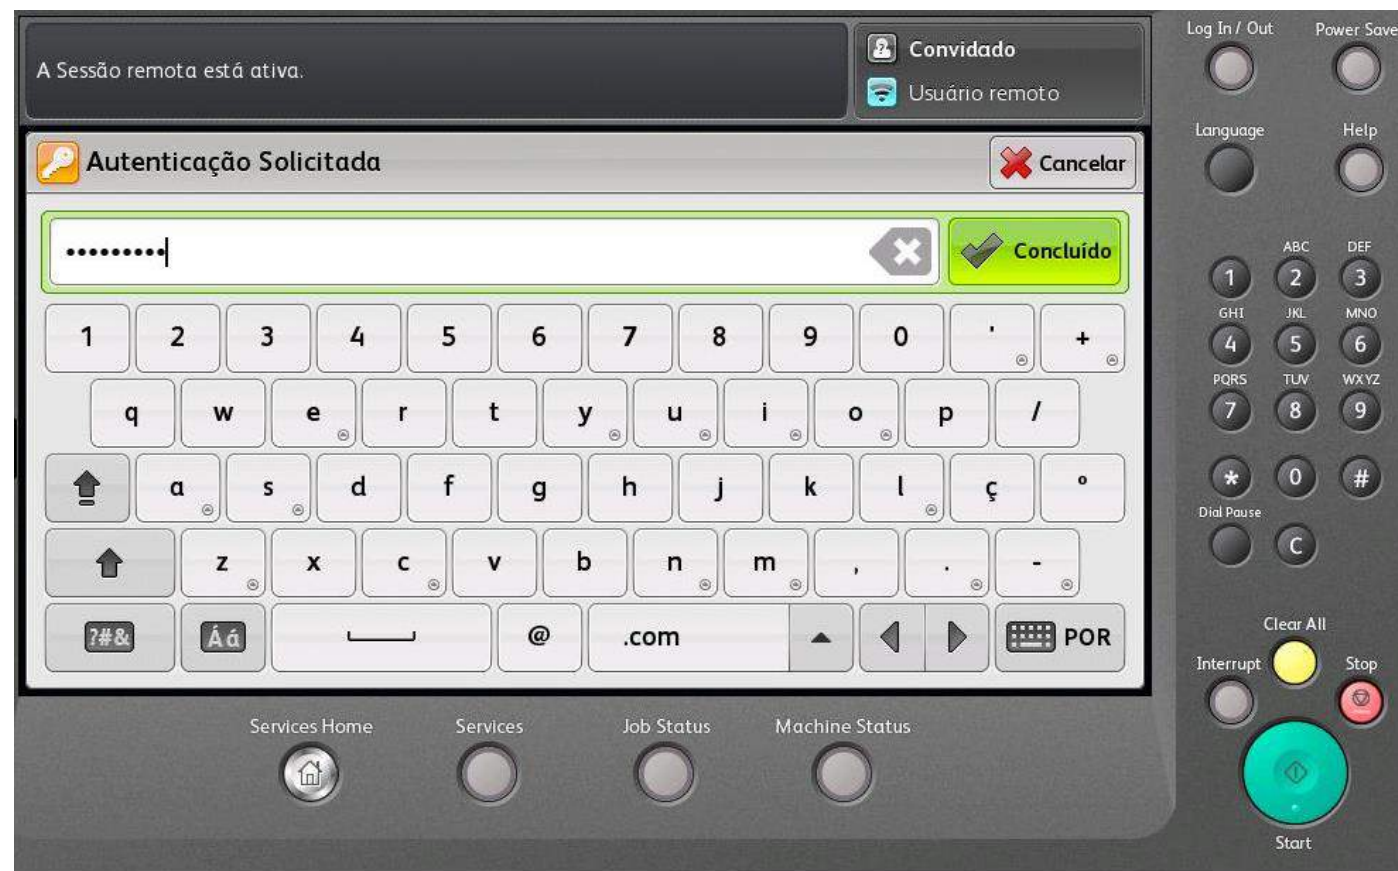 Log In / Out Power Save
A Sessão remota está ativa.
Convidado
Usuário remoto
Language Help
Autenticação Solicitada
Cancelar
•••••••••
Concluído
1 2 3 4 5 6 7 8 9 0 ' +
q w e r t y u i o p /
a s d f g h j k l ç º
z x c v b n m , . -
?#& Áá @ .com POR
ABC DEF
1 2 3
GHI JKL MNO
4 5 6
PQRS TUV WXYZ
7 8 9
* 0 #
Dial Pause
C
Clear All
Interrupt Stop
Start
Services Home Services Job Status Machine Status